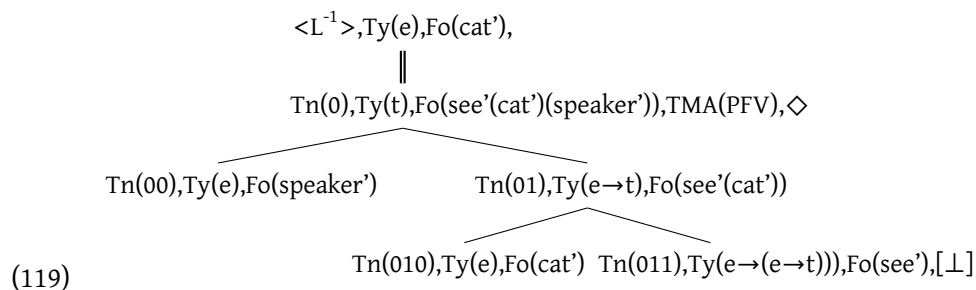 <L⁻¹>,Ty(e),Fo(cat’),
Tn(0),Ty(t),Fo(see’(cat’)(speaker’)),TMA(PFV),◇
Tn(00),Ty(e),Fo(speaker’) Tn(01),Ty(e→t),Fo(see’(cat’))
(119) Tn(010),Ty(e),Fo(cat’) Tn(011),Ty(e→(e→t))),Fo(see’),[⊥]